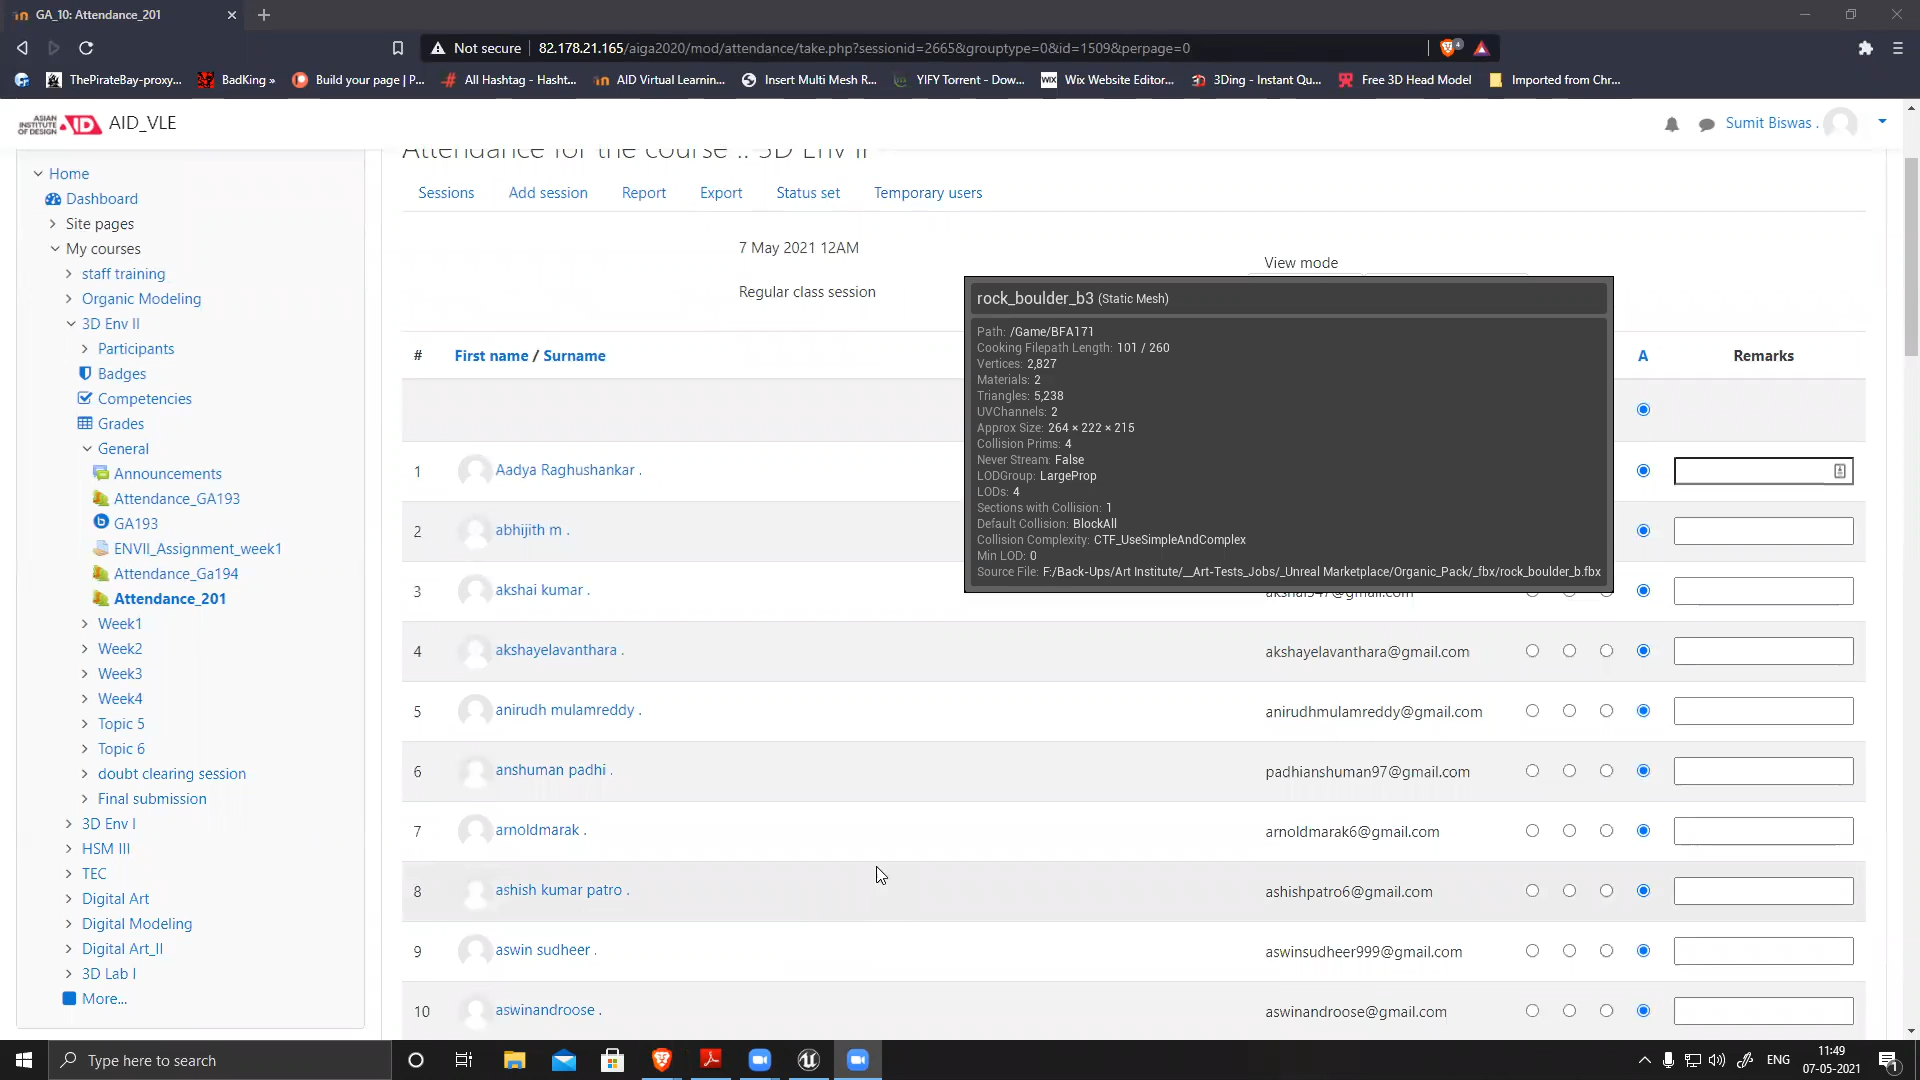 GA_10: Attendance_201
Not secure 82.178.21.165/aiga2020/mod/attendance/take.php?sessionid=2665&grouptype=0&id=1509&perpage=0
4
ThePirateBay-proxy... BadKing » Build your page | P... All Hashtag - Hasht... AID Virtual Learnin... Insert Multi Mesh R... YIFY Torrent - Dow... WIX Wix Website Editor... 3Ding - Instant Qu... Free 3D Head Model Imported from Chr...
ASIAN INSTITUTE OF DESIGN AID AID_VLE
Sumit Biswas .
Home
Dashboard
Site pages
My courses
staff training
Organic Modeling
3D Env II
Participants
Badges
Competencies
Grades
General
Announcements
Attendance_GA193
GA193
ENVII_Assignment_week1
Attendance_Ga194
Attendance_201
Week1
Week2
Week3
Week4
Topic 5
Topic 6
doubt clearing session
Final submission
3D Env I
HSM III
TEC
Digital Art
Digital Modeling
Digital Art_II
3D Lab I
More...
Attendance for the course :: 3D Env II
Sessions Add session Report Export Status set Temporary users
7 May 2021 12AM
View mode
Regular class session
# First name / Surname A Remarks
1 Aadya Raghushankar .
2 abhijith m .
3 akshai kumar .
4 akshayelavanthara . akshayelavanthara@gmail.com
5 anirudh mulamreddy . anirudhmulamreddy@gmail.com
6 anshuman padhi . padhianshuman97@gmail.com
7 arnoldmarak . arnoldmarak6@gmail.com
8 ashish kumar patro . ashishpatro6@gmail.com
9 aswin sudheer . aswinsudheer999@gmail.com
10 aswinandroose . aswinandroose@gmail.com
rock_boulder_b3 (Static Mesh)
Path: /Game/BFA171
Cooking Filepath Length: 101 / 260
Vertices: 2,827
Materials: 2
Triangles: 5,238
UVChannels: 2
Approx Size: 264 × 222 × 215
Collision Prims: 4
Never Stream: False
LODGroup: LargeProp
LODs: 4
Sections with Collision: 1
Default Collision: BlockAll
Collision Complexity: CTF_UseSimpleAndComplex
Min LOD: 0
Source File: F:/Back-Ups/Art Institute/__Art-Tests_Jobs/_Unreal Marketplace/Organic_Pack/_fbx/rock_boulder_b.fbx
Type here to search
ENG
11:49
07-05-2021
1